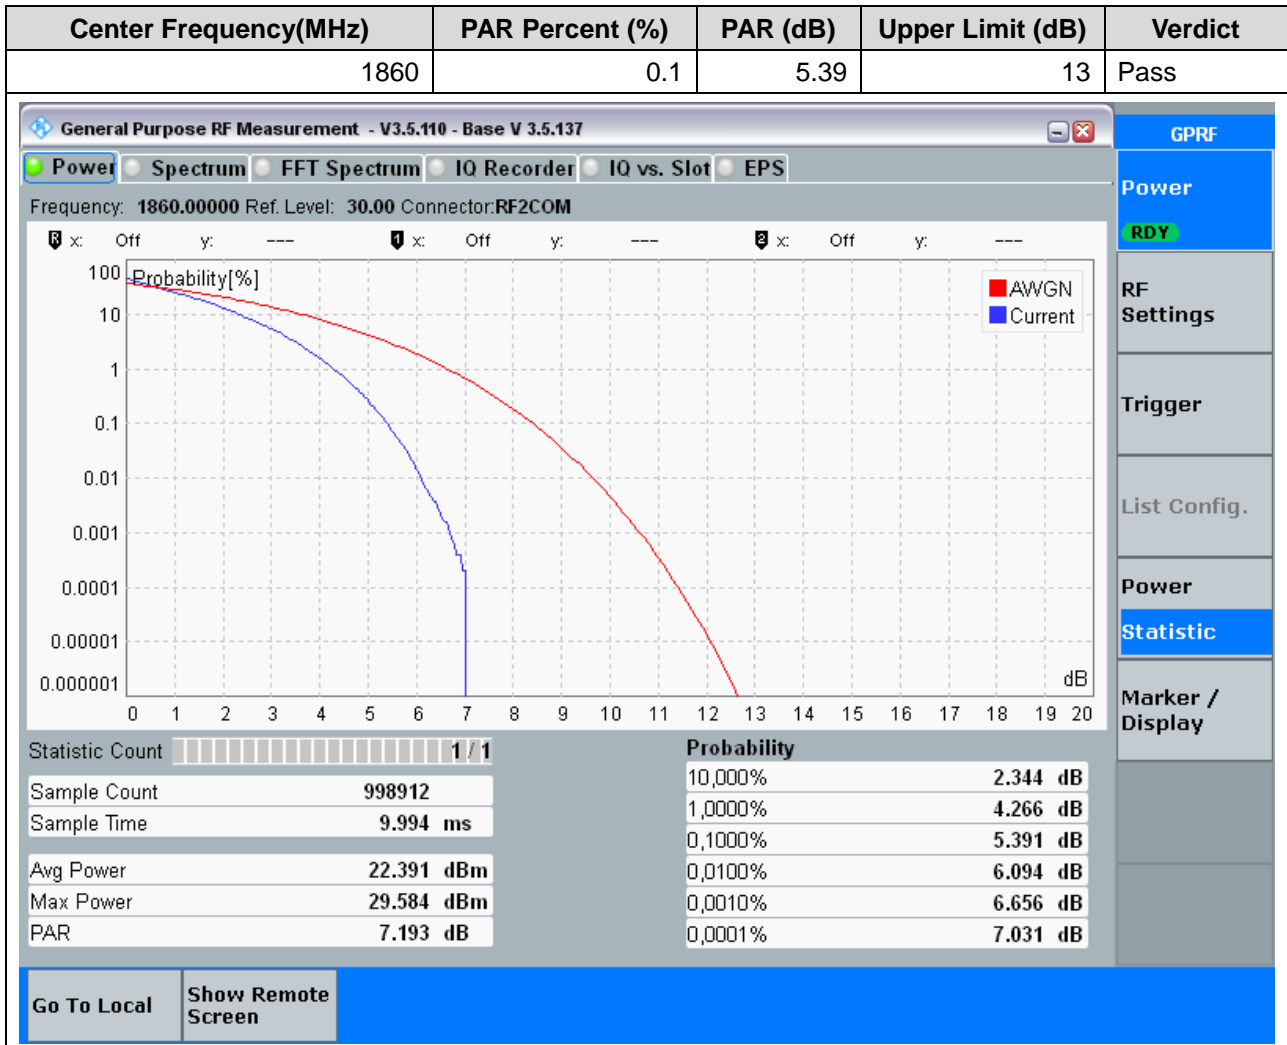 Center Frequency(MHz) PAR Percent (%) PAR (dB) Upper Limit (dB) Verdict
1860 0.1 5.39 13 Pass
General Purpose RF Measurement - V3.5.110 - Base V 3.5.137
Power Spectrum FFT Spectrum IQ Recorder IQ vs. Slot EPS
Frequency: 1860.00000 Ref. Level: 30.00 Connector:RF2COM
R x: Off y: --- 1 x: Off y: --- 2 x: Off y: ---
Probability[%]
AWGN
Current
100
10
1
0.1
0.01
0.001
0.0001
0.00001
0.000001
dB
0 1 2 3 4 5 6 7 8 9 10 11 12 13 14 15 16 17 18 19 20
Statistic Count 1 / 1
Sample Count 998912
Sample Time 9.994 ms
Avg Power 22.391 dBm
Max Power 29.584 dBm
PAR 7.193 dB
Probability
10,000% 2.344 dB
1,0000% 4.266 dB
0,1000% 5.391 dB
0,0100% 6.094 dB
0,0010% 6.656 dB
0,0001% 7.031 dB
GPRF
Power
RDY
RF
Settings
Trigger
List Config.
Power
Statistic
Marker /
Display
Go To Local
Show Remote
Screen